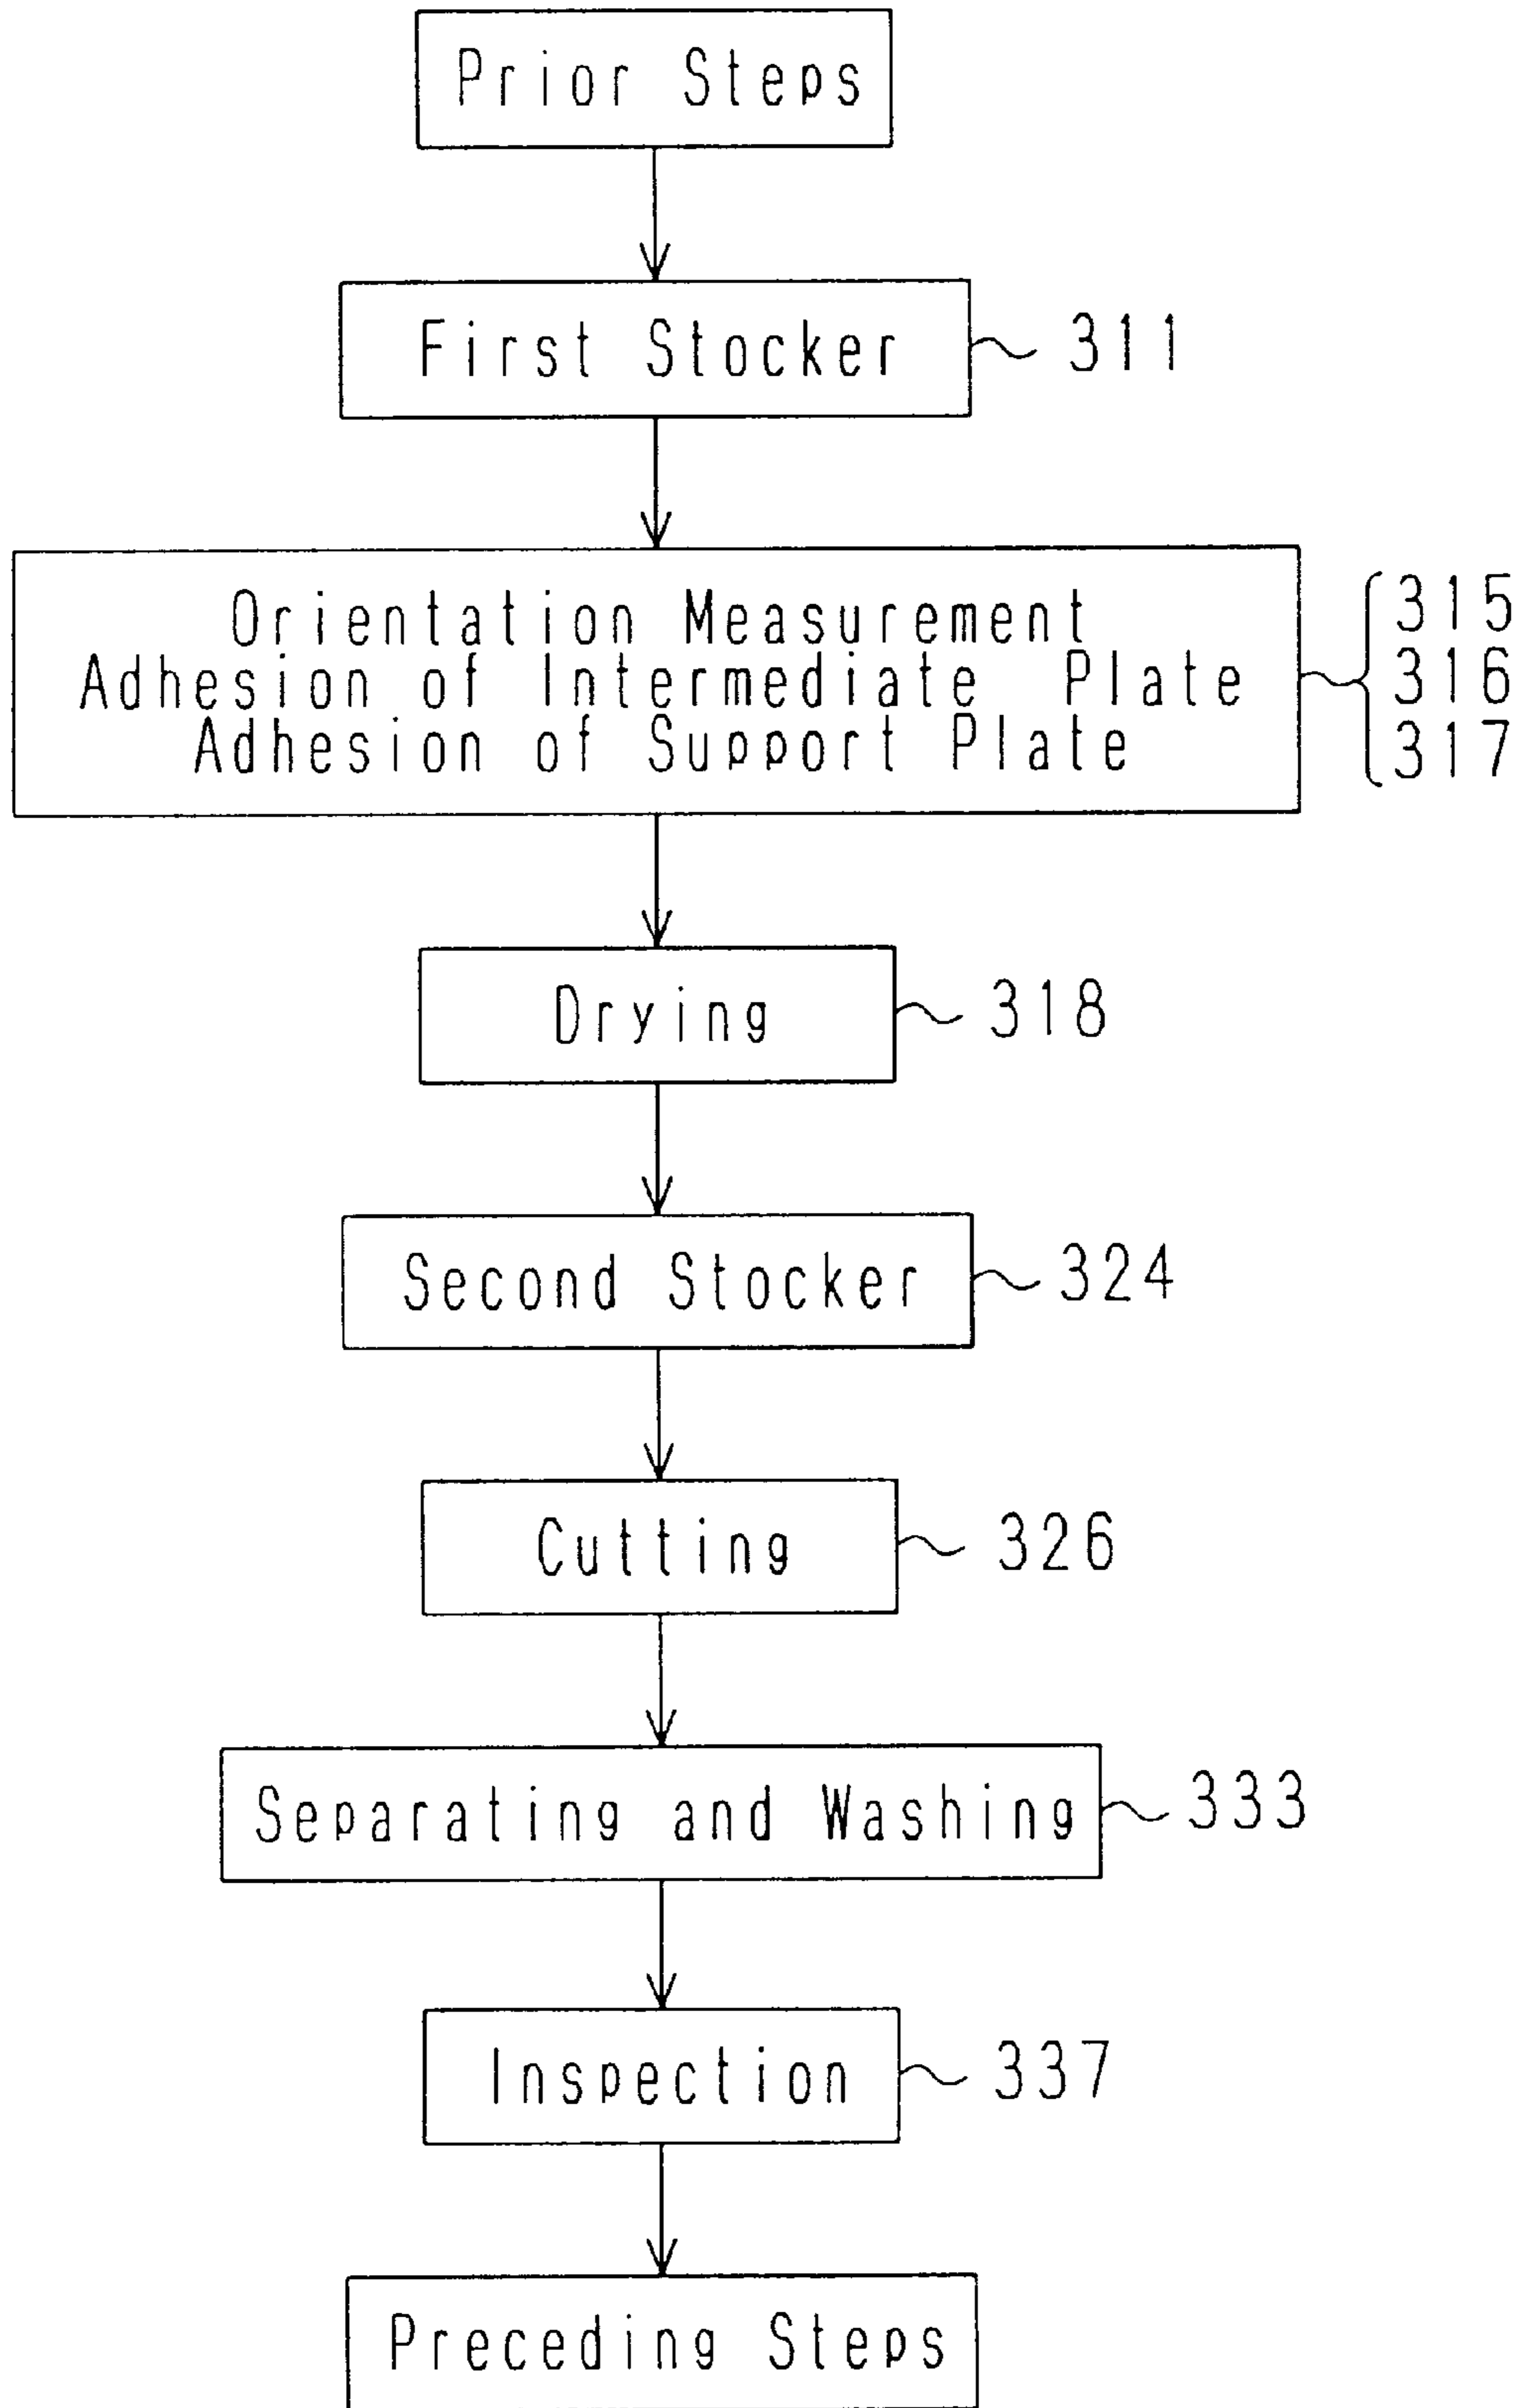 Prior Steps
First Stocker 311
Orientation Measurement 315
Adhesion of Intermediate Plate 316
Adhesion of Support Plate 317
Drying 318
Second Stocker 324
Cutting 326
Separating and Washing 333
Inspection 337
Preceding Steps